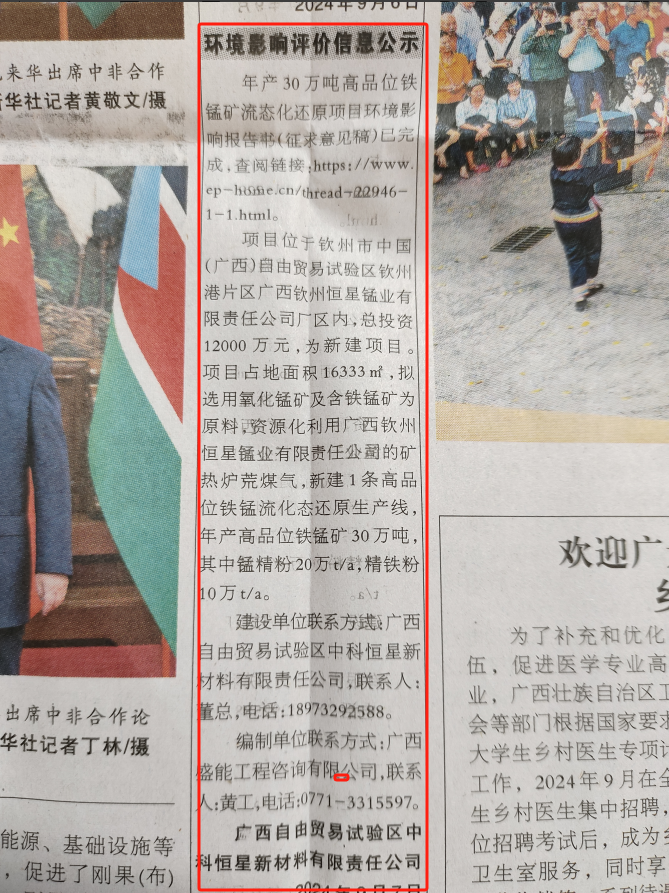 2024年9月6日
环境影响评价信息公示
年产30万吨高品位铁
锰矿流态化还原项目环境影
响报告书(征求意见稿)已完
成,查阅链接:https://www.
ep-home.cn/thread-22946-
1-1.html。
项目位于钦州市中国
(广西)自由贸易试验区钦州
港片区广西钦州恒星锰业有
限责任公司厂区内,总投资
12000万元,为新建项目。
项目占地面积16333㎡,拟
选用氧化锰矿及含铁锰矿为
原料,资源化利用广西钦州
恒星锰业有限责任公司的矿
热炉荒煤气,新建1条高品
位铁锰流化态还原生产线,
年产高品位铁锰矿30万吨,
其中锰精粉20万t/a,精铁粉
10万t/a。
建设单位联系方式:广西
自由贸易试验区中科恒星新
材料有限责任公司,联系人:
董总,电话:18973292588。
编制单位联系方式:广西
盛能工程咨询有限公司,联系
人:黄工,电话:0771-3315597。
广西自由贸易试验区中
科恒星新材料有限责任公司
2024年9月7日
来华出席中非合作
华社记者黄敬文/摄
出席中非合作论
华社记者丁林/摄
能源、基础设施等
,促进了刚果(布)
欢迎广
为了补充和优化
伍,促进医学专业高
业,广西壮族自治区工
会等部门根据国家要求
大学生乡村医生专项计
工作,2024年9月在全
生乡村医生集中招聘,
位招聘考试后,成为乡
卫生室服务,同时享